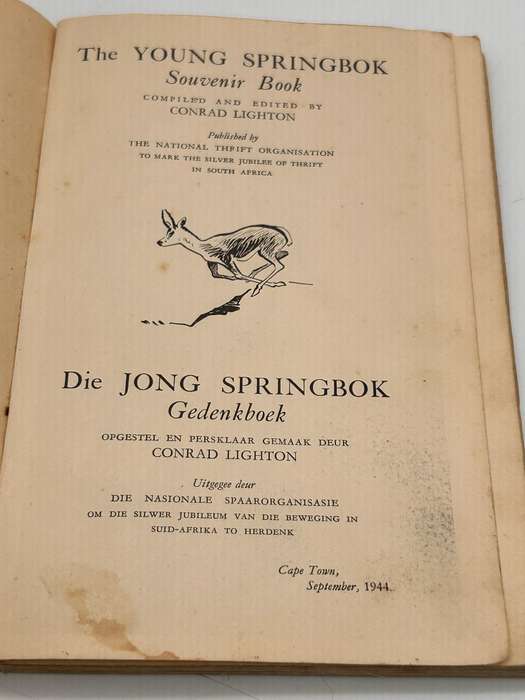 The YOUNG SPRINGBOK
Souvenir Book
COMPILED AND EDITED BY
CONRAD LIGHTON
Published by
THE NATIONAL THRIFT ORGANISATION
TO MARK THE SILVER JUBILEE OF THRIFT
IN SOUTH AFRICA
Die JONG SPRINGBOK
Gedenkboek
OPGESTEL EN PERSKLAAR GEMAAK DEUR
CONRAD LIGHTON
Uitgegee deur
DIE NASIONALE SPAARORGANISASIE
OM DIE SILWER JUBILEUM VAN DIE BEWEGING IN
SUID-AFRIKA TO HERDENK
Cape Town,
September, 1944.